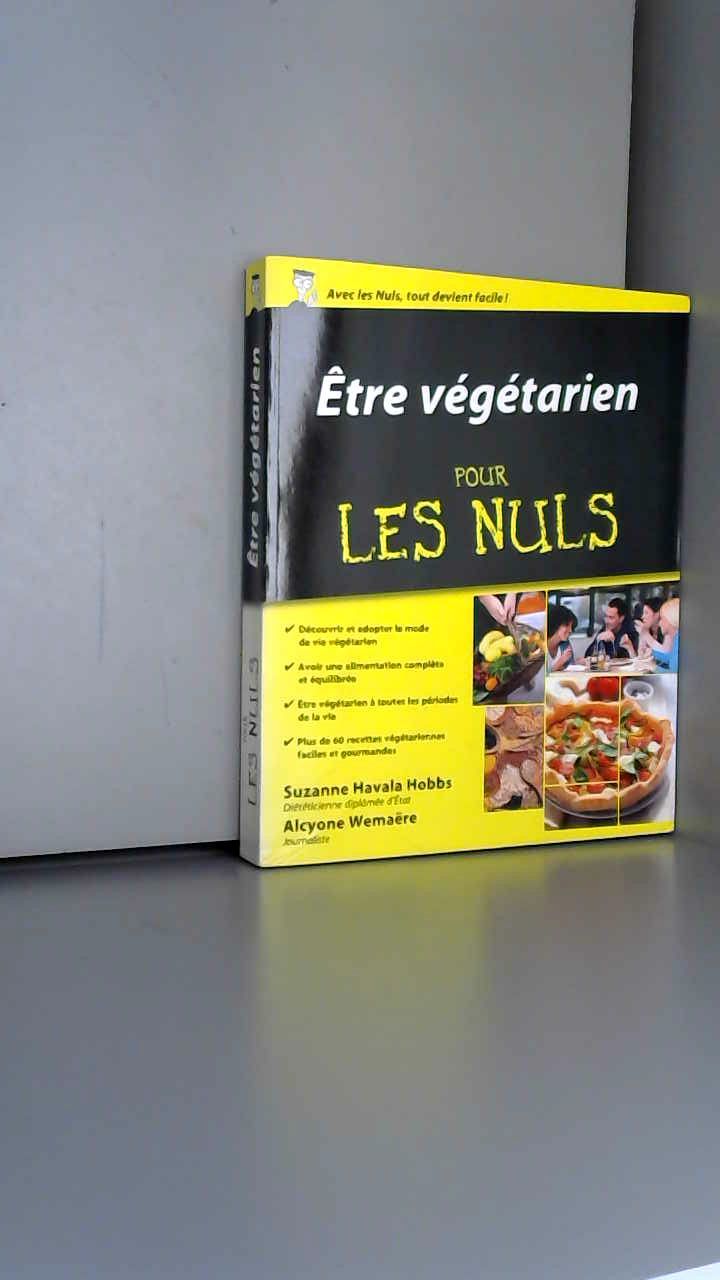 Avec les Nuls, tout devient facile !
Être végétarien
POUR
LES NULS
✔ Découvrir et adopter le mode
de vie végétarien
✔ Avoir une alimentation complète
et équilibrée
✔ Être végétarien à toutes les périodes
de la vie
✔ Plus de 60 recettes végétariennes
faciles et gourmandes
Suzanne Havala Hobbs
Diététicienne diplômée d'État
Alcyone Wemaëre
Journaliste
Être végétarien
POUR
LES NULS